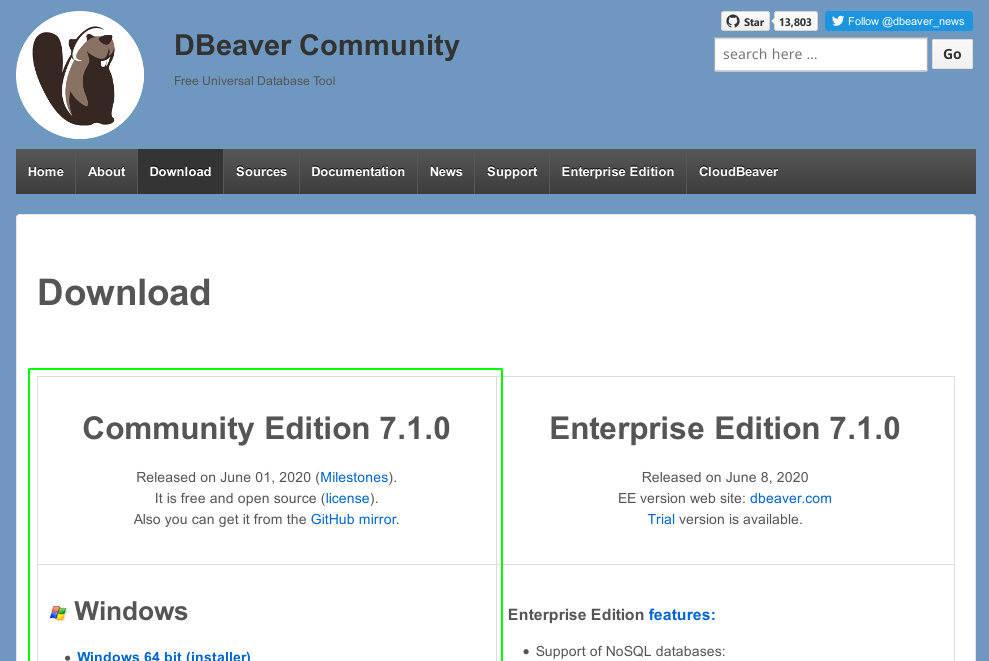 DBeaver Community
Free Universal Database Tool
Star 13,803 Follow @dbeaver_news
search here ... Go
Home About Download Sources Documentation News Support Enterprise Edition CloudBeaver
Download
Community Edition 7.1.0
Released on June 01, 2020 (Milestones).
It is free and open source (license).
Also you can get it from the GitHub mirror.
Enterprise Edition 7.1.0
Released on June 8, 2020
EE version web site: dbeaver.com
Trial version is available.
Windows
• Windows 64 bit (installer)
Enterprise Edition features:
• Support of NoSQL databases: